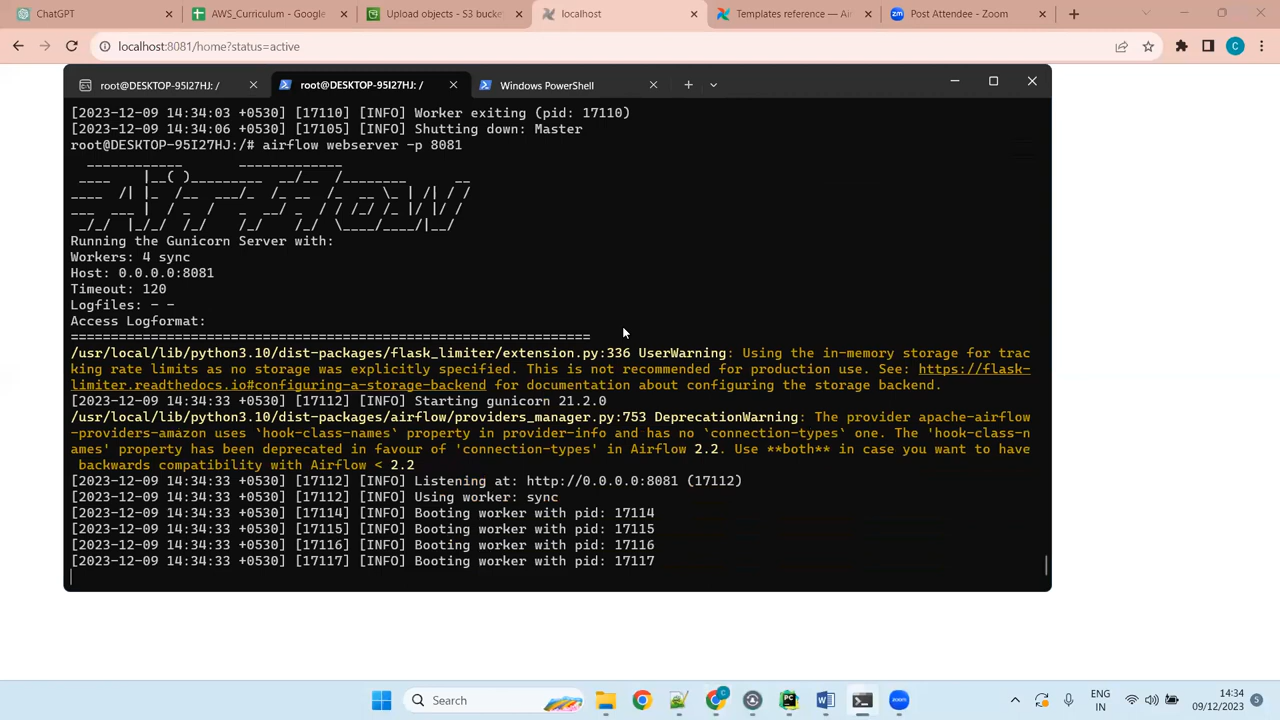 ChatGPT
AWS_Curriculum - Google
Upload objects - S3 bucke
localhost
Templates reference — Ai
Post Attendee - Zoom
localhost:8081/home?status=active
root@DESKTOP-95I27HJ: /
root@DESKTOP-95I27HJ: /
Windows PowerShell
[2023-12-09 14:34:03 +0530] [17110] [INFO] Worker exiting (pid: 17110)
[2023-12-09 14:34:06 +0530] [17105] [INFO] Shutting down: Master
root@DESKTOP-95I27HJ:/# airflow webserver -p 8081
Airflow
Running the Gunicorn Server with:
Workers: 4 sync
Host: 0.0.0.0:8081
Timeout: 120
Logfiles: - -
Access Logformat:
=================================================================
/usr/local/lib/python3.10/dist-packages/flask_limiter/extension.py:336 UserWarning: Using the in-memory storage for trac
king rate limits as no storage was explicitly specified. This is not recommended for production use. See: https://flask-
limiter.readthedocs.io#configuring-a-storage-backend for documentation about configuring the storage backend.
[2023-12-09 14:34:33 +0530] [17112] [INFO] Starting gunicorn 21.2.0
/usr/local/lib/python3.10/dist-packages/airflow/providers_manager.py:753 DeprecationWarning: The provider apache-airflow
-providers-amazon uses `hook-class-names` property in provider-info and has no `connection-types` one. The 'hook-class-n
ames' property has been deprecated in favour of 'connection-types' in Airflow 2.2. Use **both** in case you want to have
backwards compatibility with Airflow < 2.2
[2023-12-09 14:34:33 +0530] [17112] [INFO] Listening at: http://0.0.0.0:8081 (17112)
[2023-12-09 14:34:33 +0530] [17112] [INFO] Using worker: sync
[2023-12-09 14:34:33 +0530] [17114] [INFO] Booting worker with pid: 17114
[2023-12-09 14:34:33 +0530] [17115] [INFO] Booting worker with pid: 17115
[2023-12-09 14:34:33 +0530] [17116] [INFO] Booting worker with pid: 17116
[2023-12-09 14:34:33 +0530] [17117] [INFO] Booting worker with pid: 17117
Search
ENG
IN
14:34
09/12/2023